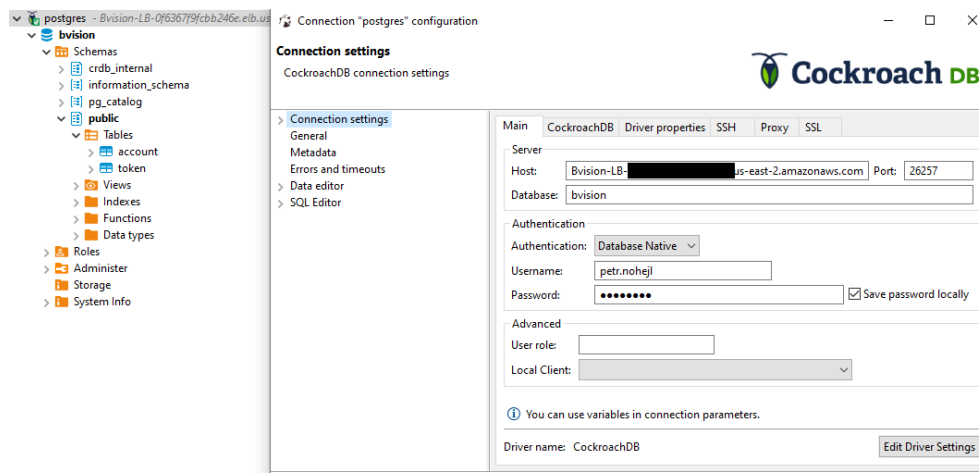 postgres - Bvision-LB-0f6367f9fcbb246e.elb.us
bvision
Schemas
crdb_internal
information_schema
pg_catalog
public
Tables
account
token
Views
Indexes
Functions
Data types
Roles
Administer
Storage
System Info
Connection "postgres" configuration
Connection settings
CockroachDB connection settings
Cockroach DB
Connection settings
General
Metadata
Errors and timeouts
Data editor
SQL Editor
Main CockroachDB Driver properties SSH Proxy SSL
Server
Host: Bvision-LB- us-east-2.amazonaws.com Port: 26257
Database: bvision
Authentication
Authentication: Database Native
Username: petr.nohejl
Password: •••••••• Save password locally
Advanced
User role:
Local Client:
You can use variables in connection parameters.
Driver name: CockroachDB Edit Driver Settings